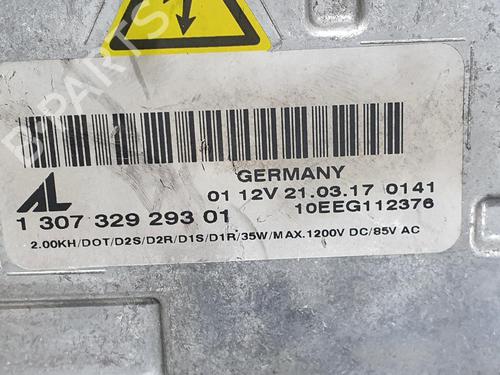 B-PARTS
GERMANY
AL
01 12V 21.03.17 0141
1 307 329 293 01
10EEG112376
2.00KH/DOT/D2S/D2R/D1S/D1R/35W/MAX.1200V DC/85V AC